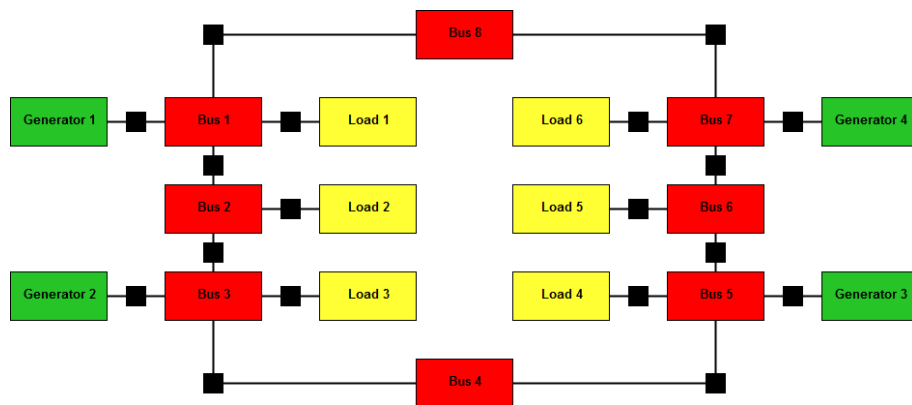 Bus 8
Generator 1
Bus 1
Load 1
Load 6
Bus 7
Generator 4
Bus 2
Load 2
Load 5
Bus 6
Generator 2
Bus 3
Load 3
Load 4
Bus 5
Generator 3
Bus 4